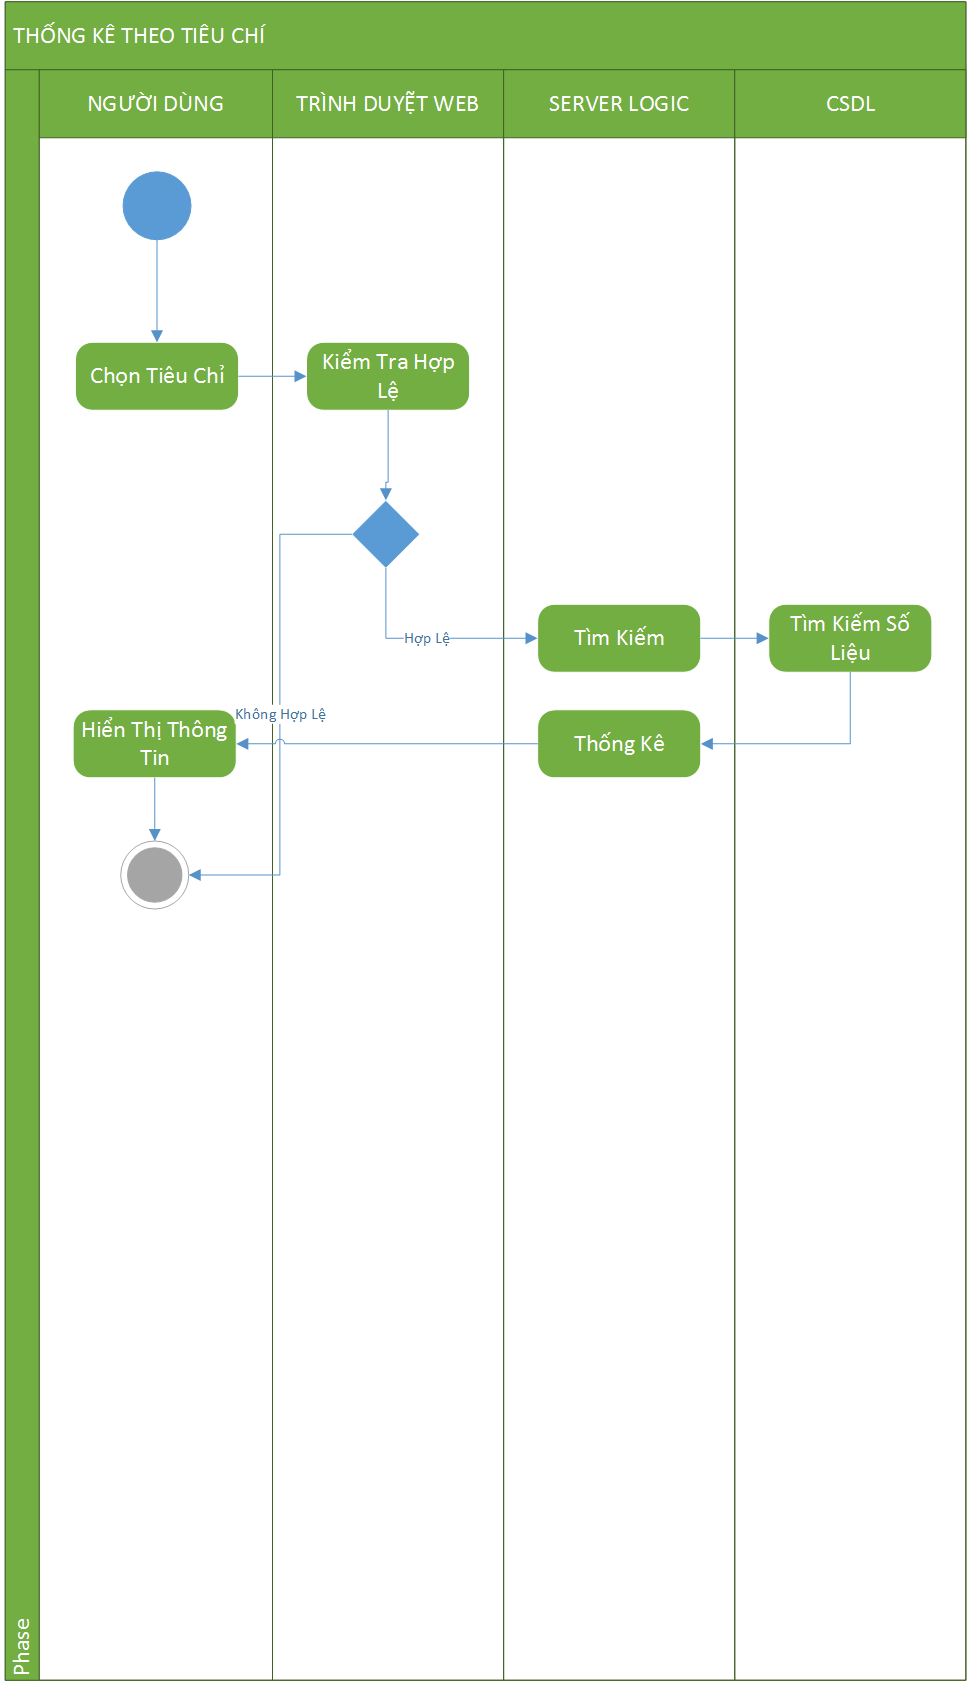 THỐNG KÊ THEO TIÊU CHÍ
NGƯỜI DÙNG
TRÌNH DUYỆT WEB
SERVER LOGIC
CSDL
Chọn Tiêu Chỉ
Kiểm Tra Hợp
Lệ
Hợp Lệ
Tìm Kiếm
Tìm Kiếm Số
Liệu
Không Hợp Lệ
Hiển Thị Thông
Tin
Thống Kê
Phase